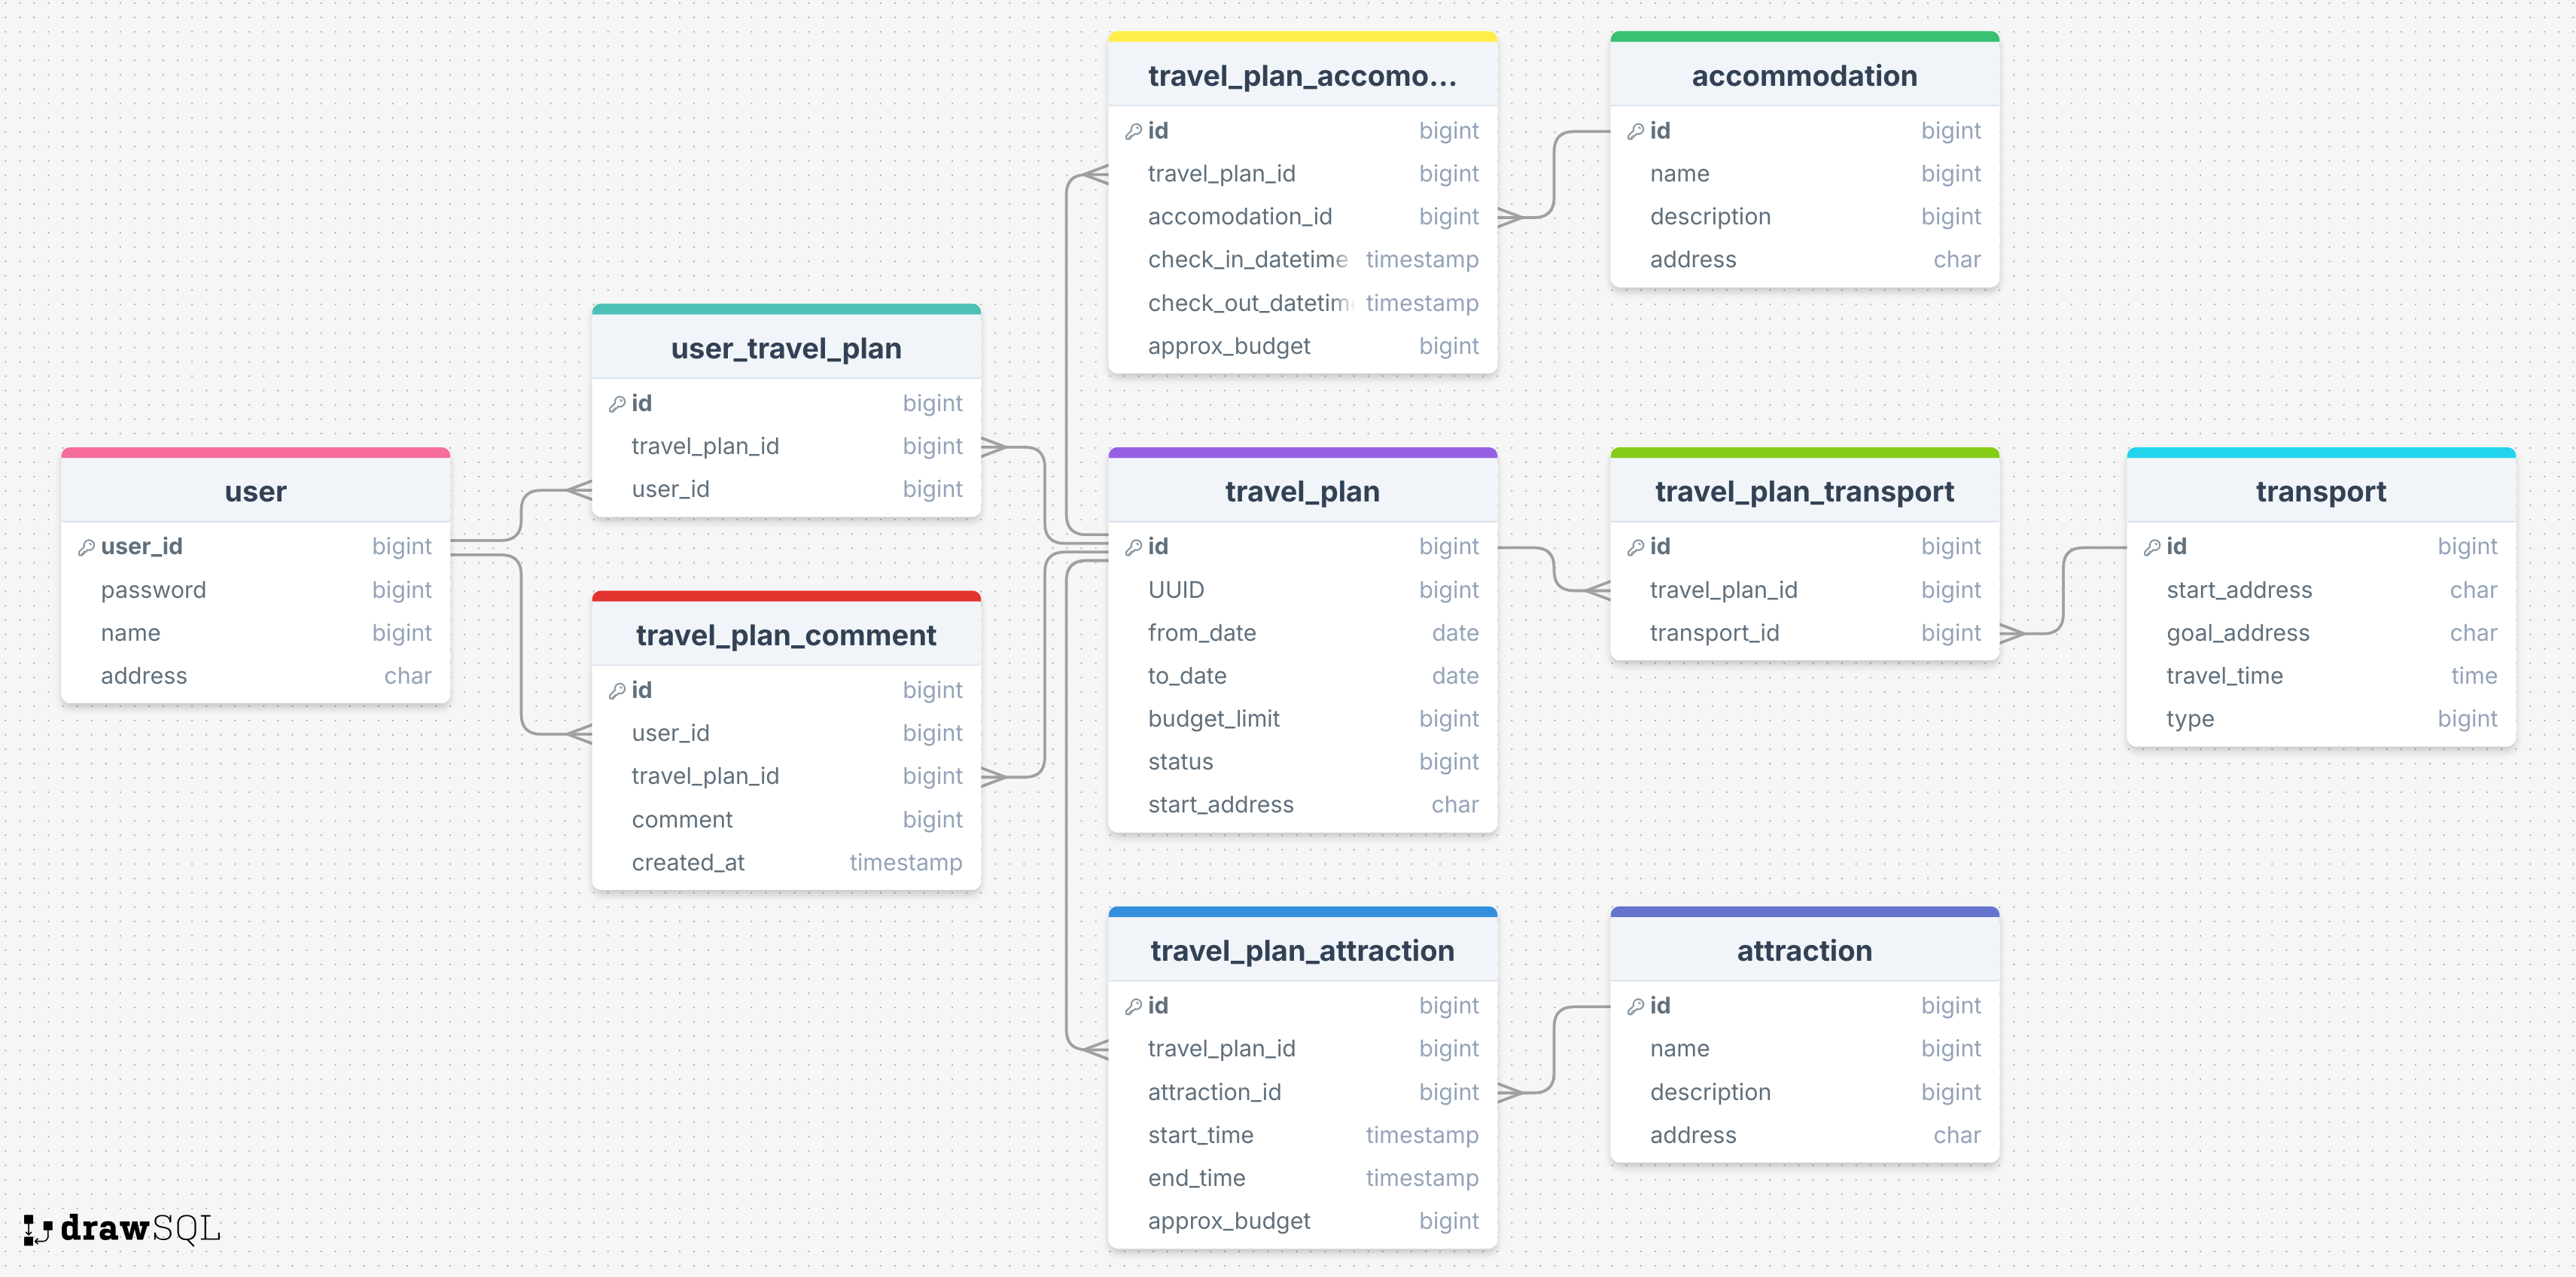 travel_plan_accomo...
id bigint
travel_plan_id bigint
accomodation_id bigint
check_in_datetime timestamp
check_out_datetim timestamp
approx_budget bigint
accommodation
id bigint
name bigint
description bigint
address char
user_travel_plan
id bigint
travel_plan_id bigint
user_id bigint
user
user_id bigint
password bigint
name bigint
address char
travel_plan_comment
id bigint
user_id bigint
travel_plan_id bigint
comment bigint
created_at timestamp
travel_plan
id bigint
UUID bigint
from_date date
to_date date
budget_limit bigint
status bigint
start_address char
travel_plan_transport
id bigint
travel_plan_id bigint
transport_id bigint
transport
id bigint
start_address char
goal_address char
travel_time time
type bigint
travel_plan_attraction
id bigint
travel_plan_id bigint
attraction_id bigint
start_time timestamp
end_time timestamp
approx_budget bigint
attraction
id bigint
name bigint
description bigint
address char
drawSQL